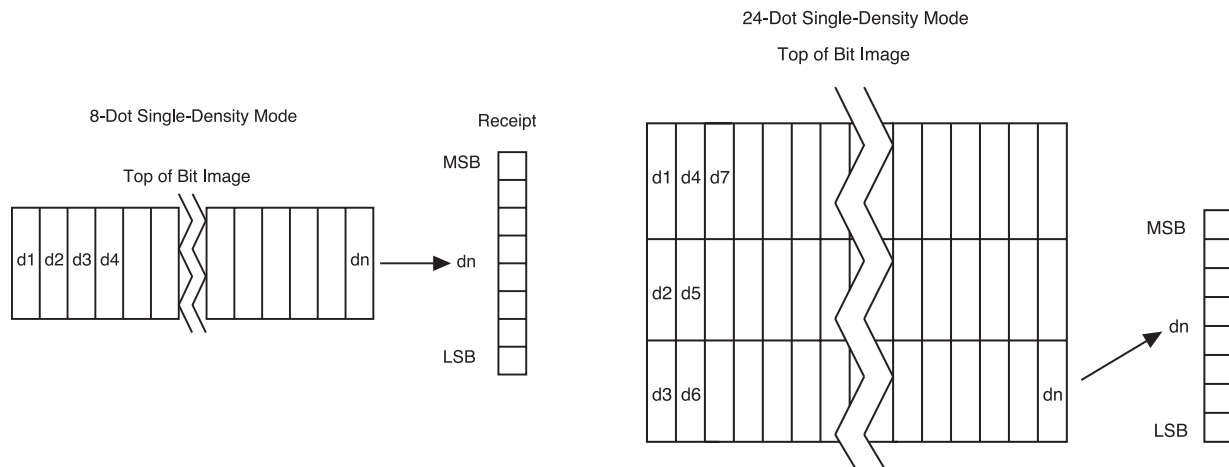 8-Dot Single-Density Mode
Top of Bit Image
d1 d2 d3 d4 dn
Receipt
MSB
dn
LSB
24-Dot Single-Density Mode
Top of Bit Image
d1 d4 d7
d2 d5
d3 d6 dn
MSB
dn
LSB